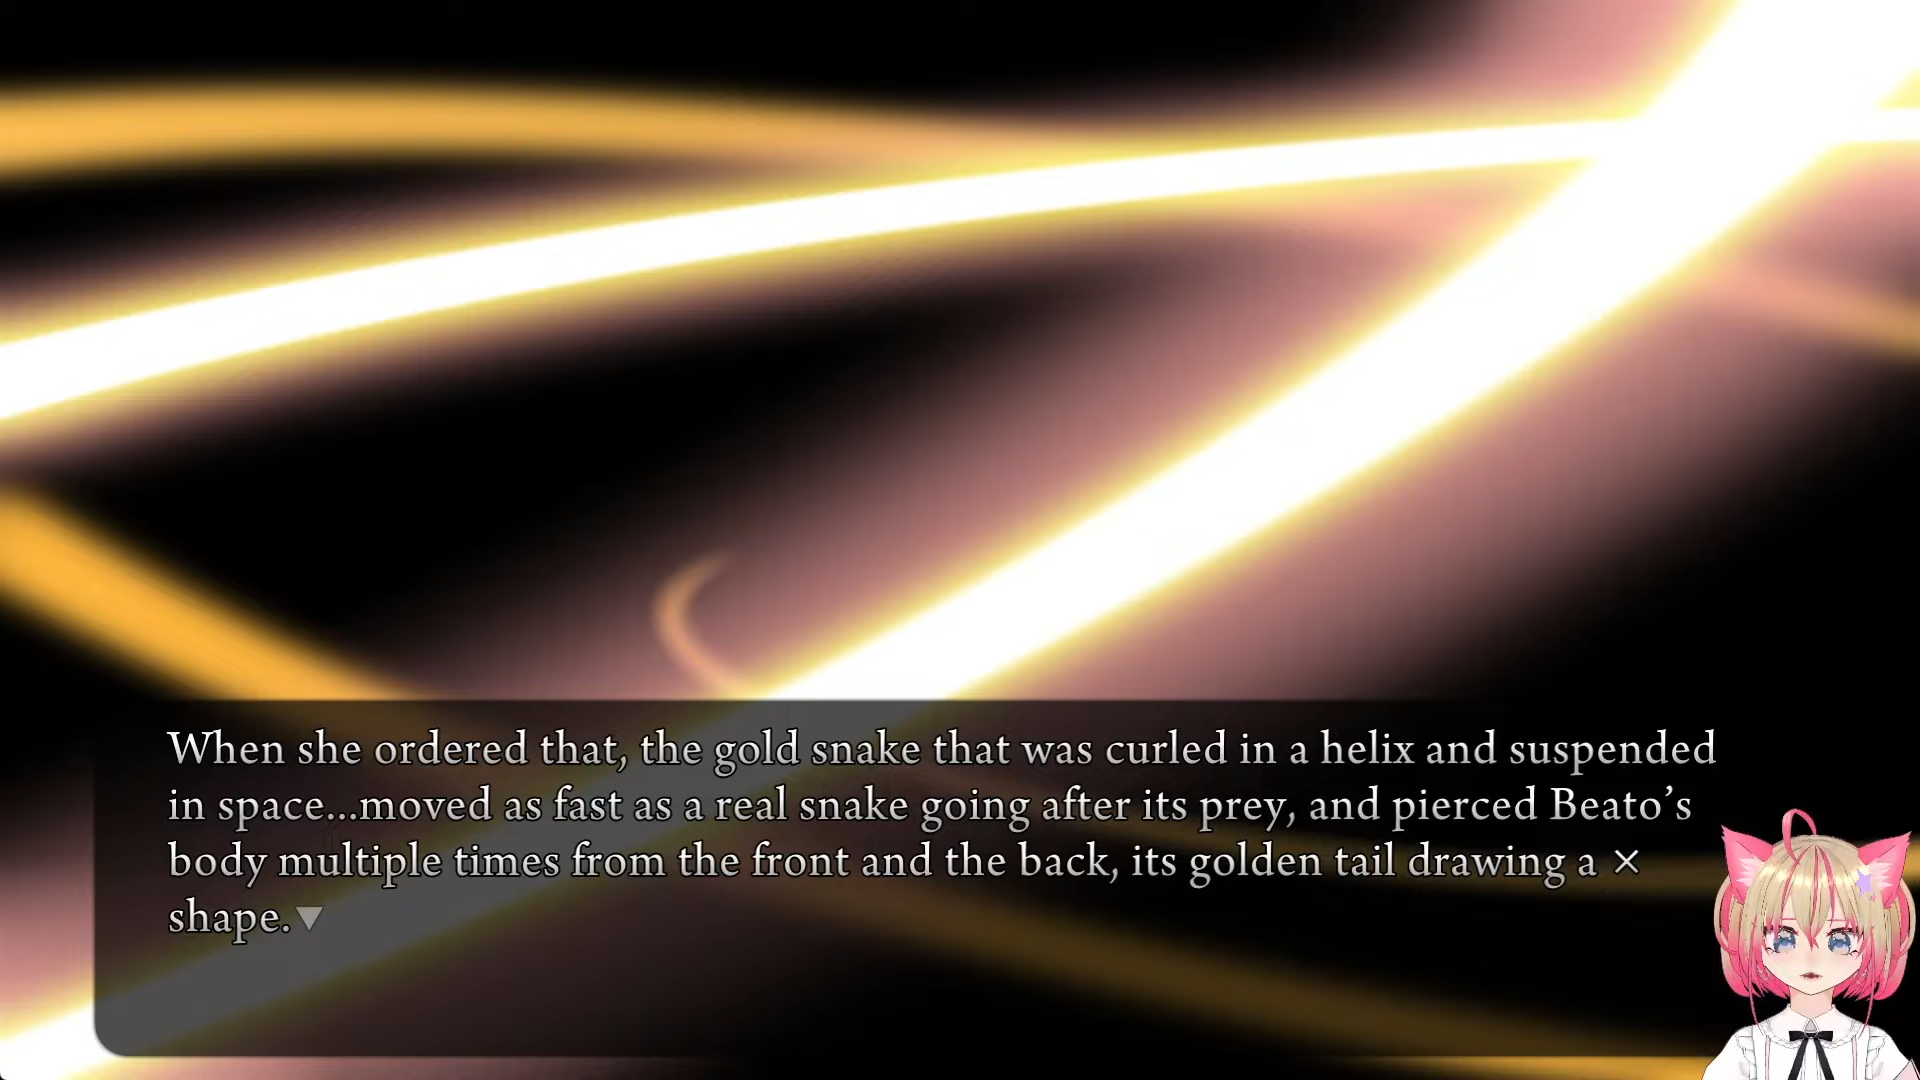 When she ordered that, the gold snake that was curled in a helix and suspended
in space...moved as fast as a real snake going after its prey, and pierced Beato’s
body multiple times from the front and the back, its golden tail drawing a ×
shape.▼